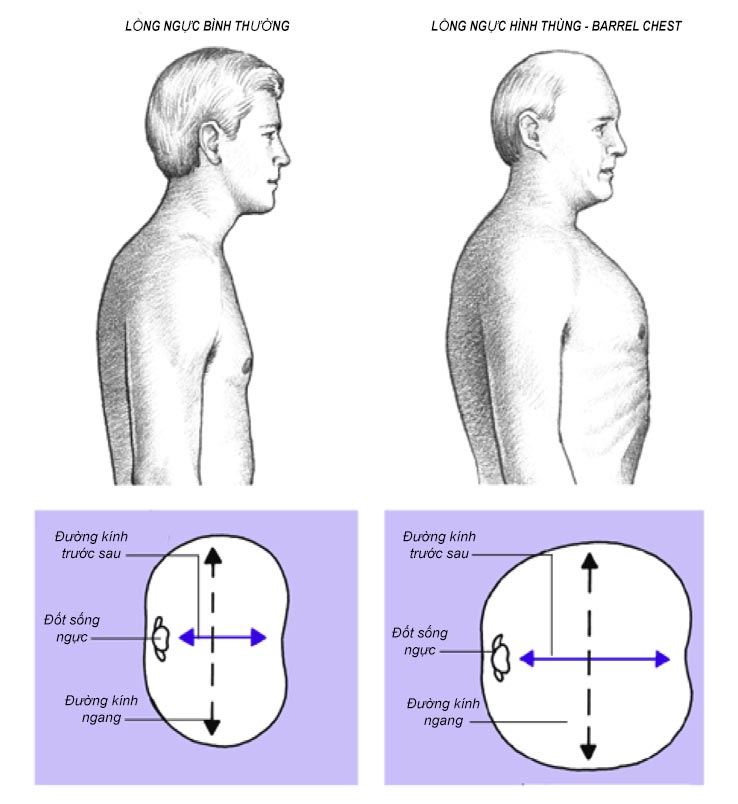 LỒNG NGỰC BÌNH THƯỜNG
LỒNG NGỰC HÌNH THÙNG - BARREL CHEST
Đường kính
trước sau
Đốt sống
ngực
Đường kính
ngang
Đường kính
trước sau
Đốt sống
ngực
Đường kính
ngang